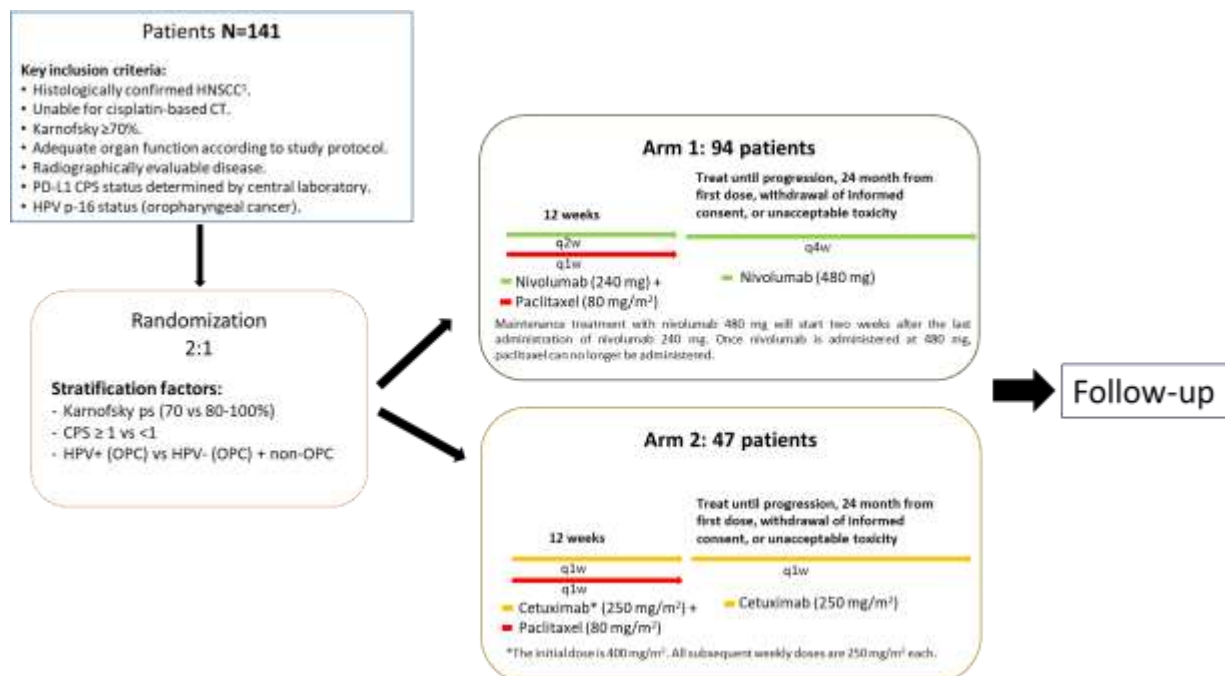 Patients N=141
Key inclusion criteria:
• Histologically confirmed HNSCC¹.
• Unable for cisplatin-based CT.
• Karnofsky ≥70%.
• Adequate organ function according to study protocol.
• Radiographically evaluable disease.
• PD-L1 CPS status determined by central laboratory.
• HPV p-16 status (oropharyngeal cancer).
Randomization
2:1
Stratification factors:
- Karnofsky ps (70 vs 80-100%)
- CPS ≥ 1 vs <1
- HPV+ (OPC) vs HPV- (OPC) + non-OPC
Arm 1: 94 patients
Treat until progression, 24 month from
first dose, withdrawal of informed
consent, or unacceptable toxicity
12 weeks
q2w
q1w
q4w
Nivolumab (240 mg) +
Paclitaxel (80 mg/m²)
Nivolumab (480 mg)
Maintenance treatment with nivolumab 480 mg will start two weeks after the last
administration of nivolumab 240 mg. Once nivolumab is administered at 480 mg,
paclitaxel can no longer be administered.
Arm 2: 47 patients
Treat until progression, 24 month from
first dose, withdrawal of informed
consent, or unacceptable toxicity
12 weeks
q1w
q1w
q1w
Cetuximab* (250 mg/m²) +
Paclitaxel (80 mg/m²)
Cetuximab (250 mg/m²)
*The initial dose is 400 mg/m². All subsequent weekly doses are 250 mg/m² each.
Follow-up